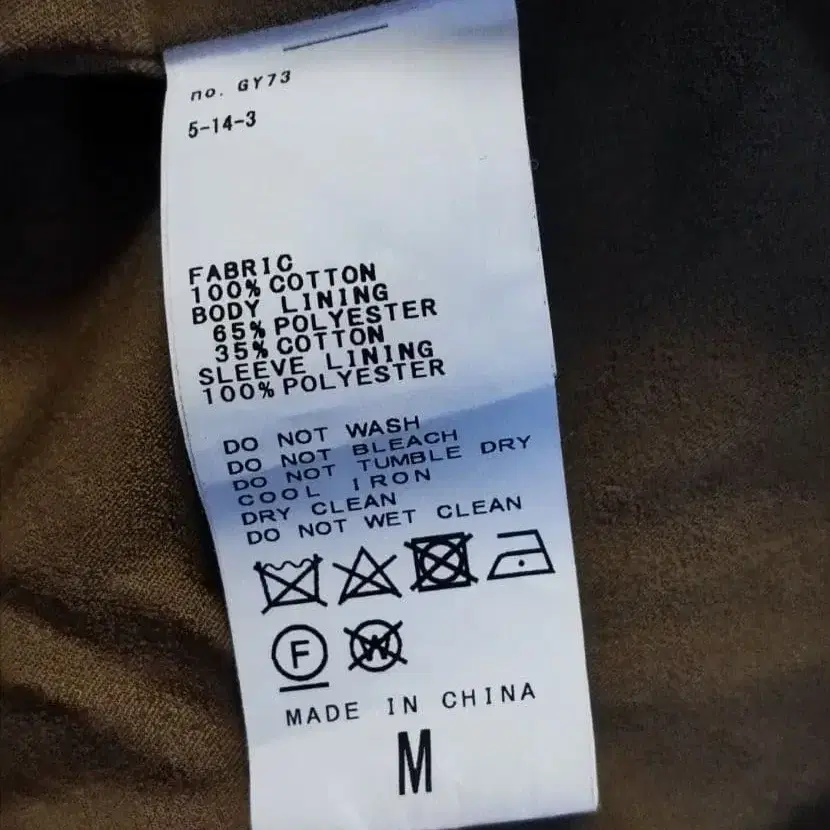 no. GY73
5-14-3
FABRIC
100% COTTON
BODY LINING
65% POLYESTER
35% COTTON
SLEEVE LINING
100% POLYESTER
DO NOT WASH
DO NOT BLEACH
DO NOT TUMBLE DRY
COOL IRON
DRY CLEAN
DO NOT WET CLEAN
F W
MADE IN CHINA
M